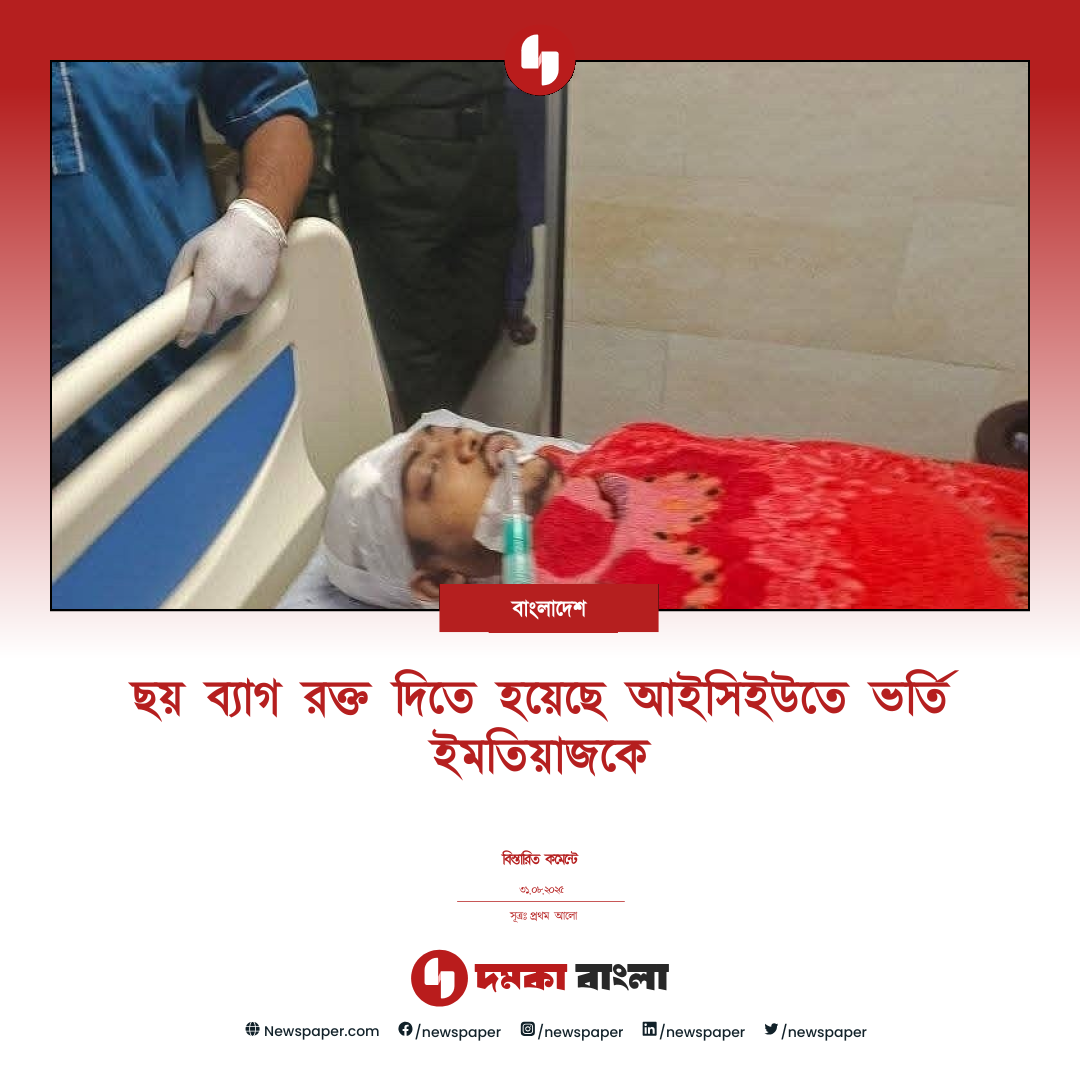 বাংলাদেশ
ছয় ব্যাগ রক্ত দিতে হয়েছে আইসিইউতে ভর্তি
ইমতিয়াজকে
বিস্তারিত কমেন্টে
৩১.০৮.২০২৫
সূত্রঃ প্রথম আলো
দমকা বাংলা
Newspaper.com /newspaper /newspaper /newspaper /newspaper